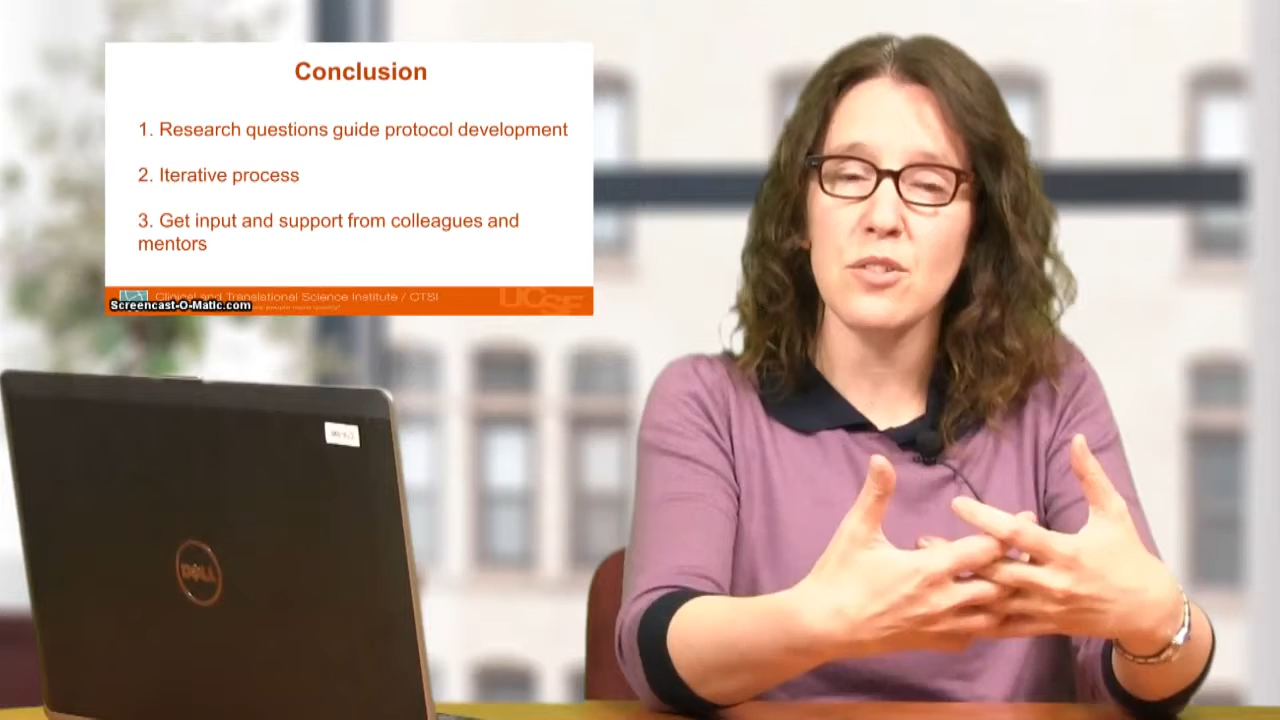 Conclusion
1. Research questions guide protocol development
2. Iterative process
3. Get input and support from colleagues and
mentors
Clinical and Translational Science Institute / CTSI
UCSF
Screencast-O-Matic.com
DELL